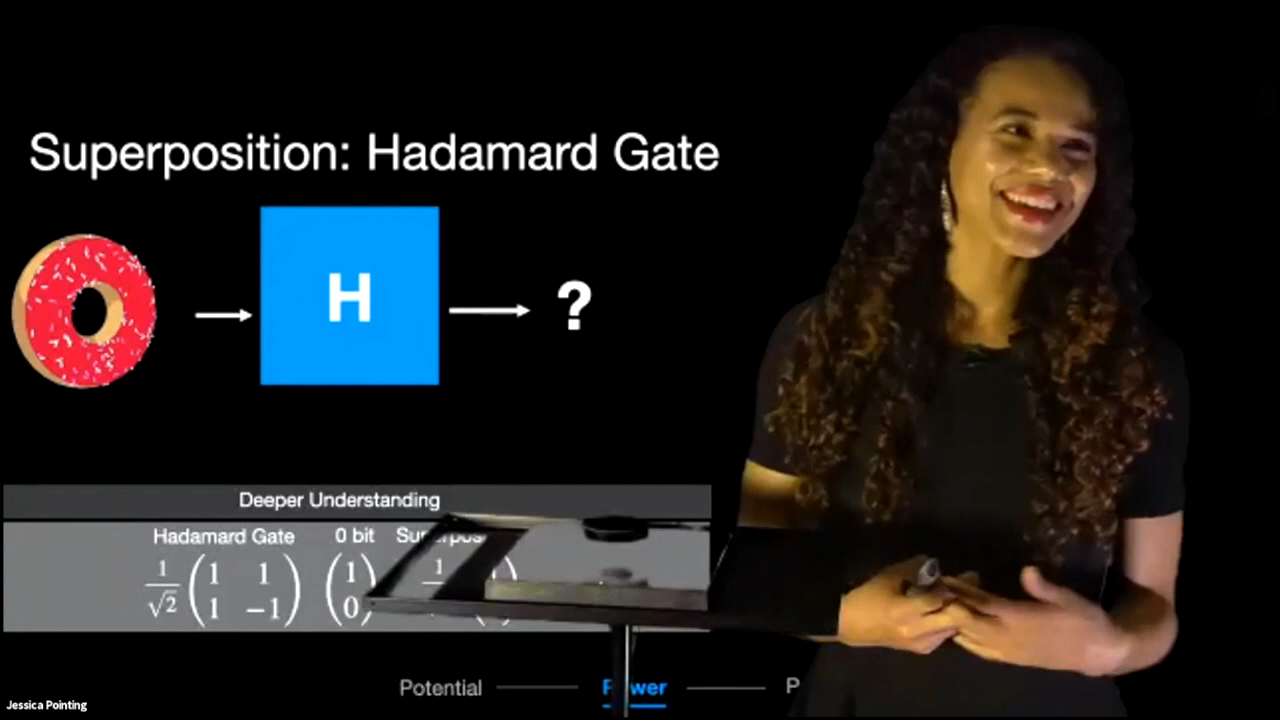 Superposition: Hadamard Gate
H
?
Deeper Understanding
Hadamard Gate 0 bit
1 1 1 1 1
√2 1 −1 0
Potential
Jessica Pointing